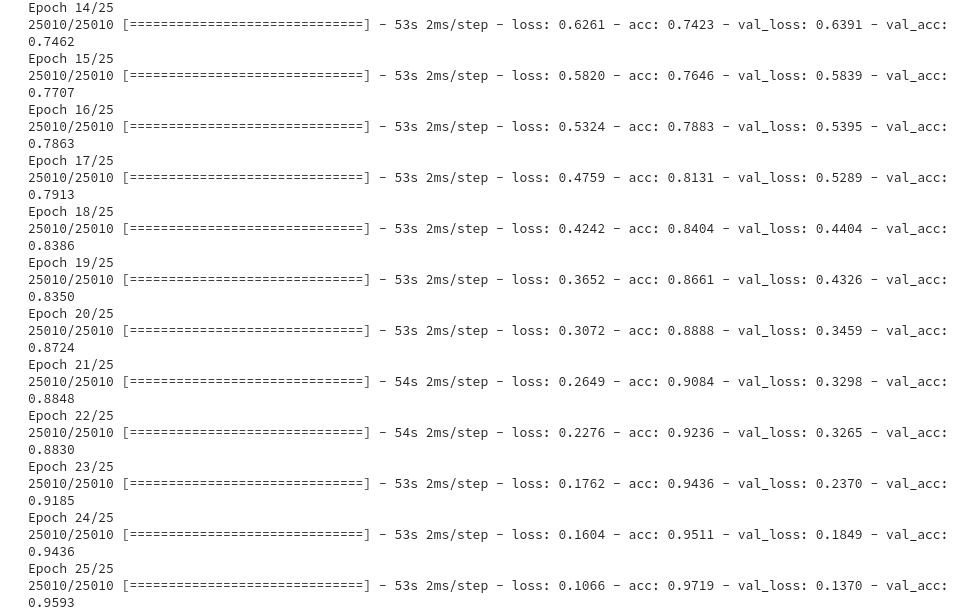 Epoch 14/25
25010/25010 [==============================] - 53s 2ms/step - loss: 0.6261 - acc: 0.7423 - val_loss: 0.6391 - val_acc:
0.7462
Epoch 15/25
25010/25010 [==============================] - 53s 2ms/step - loss: 0.5820 - acc: 0.7646 - val_loss: 0.5839 - val_acc:
0.7707
Epoch 16/25
25010/25010 [==============================] - 53s 2ms/step - loss: 0.5324 - acc: 0.7883 - val_loss: 0.5395 - val_acc:
0.7863
Epoch 17/25
25010/25010 [==============================] - 53s 2ms/step - loss: 0.4759 - acc: 0.8131 - val_loss: 0.5289 - val_acc:
0.7913
Epoch 18/25
25010/25010 [==============================] - 53s 2ms/step - loss: 0.4242 - acc: 0.8404 - val_loss: 0.4404 - val_acc:
0.8386
Epoch 19/25
25010/25010 [==============================] - 53s 2ms/step - loss: 0.3652 - acc: 0.8661 - val_loss: 0.4326 - val_acc:
0.8350
Epoch 20/25
25010/25010 [==============================] - 53s 2ms/step - loss: 0.3072 - acc: 0.8888 - val_loss: 0.3459 - val_acc:
0.8724
Epoch 21/25
25010/25010 [==============================] - 54s 2ms/step - loss: 0.2649 - acc: 0.9084 - val_loss: 0.3298 - val_acc:
0.8848
Epoch 22/25
25010/25010 [==============================] - 54s 2ms/step - loss: 0.2276 - acc: 0.9236 - val_loss: 0.3265 - val_acc:
0.8830
Epoch 23/25
25010/25010 [==============================] - 53s 2ms/step - loss: 0.1762 - acc: 0.9436 - val_loss: 0.2370 - val_acc:
0.9185
Epoch 24/25
25010/25010 [==============================] - 53s 2ms/step - loss: 0.1604 - acc: 0.9511 - val_loss: 0.1849 - val_acc:
0.9436
Epoch 25/25
25010/25010 [==============================] - 53s 2ms/step - loss: 0.1066 - acc: 0.9719 - val_loss: 0.1370 - val_acc:
0.9593